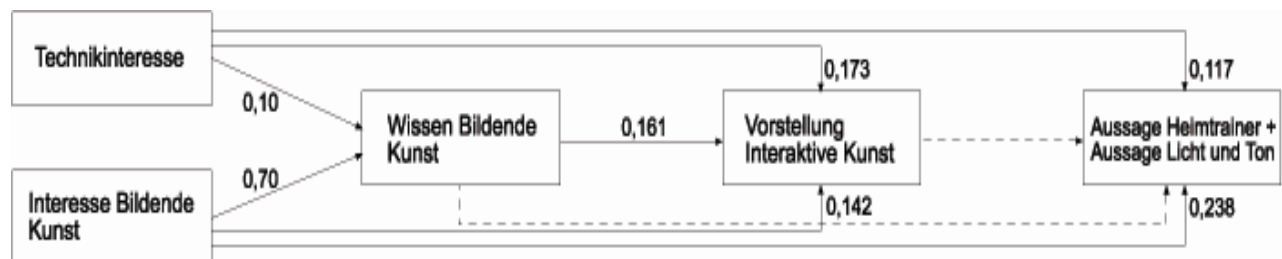 Technikinteresse
0,173
0,117
0,10
Wissen Bildende
Kunst
0,161
Vorstellung
Interaktive Kunst
Aussage Heimtrainer +
Aussage Licht und Ton
0,70
Interesse Bildende
Kunst
0,142
0,238